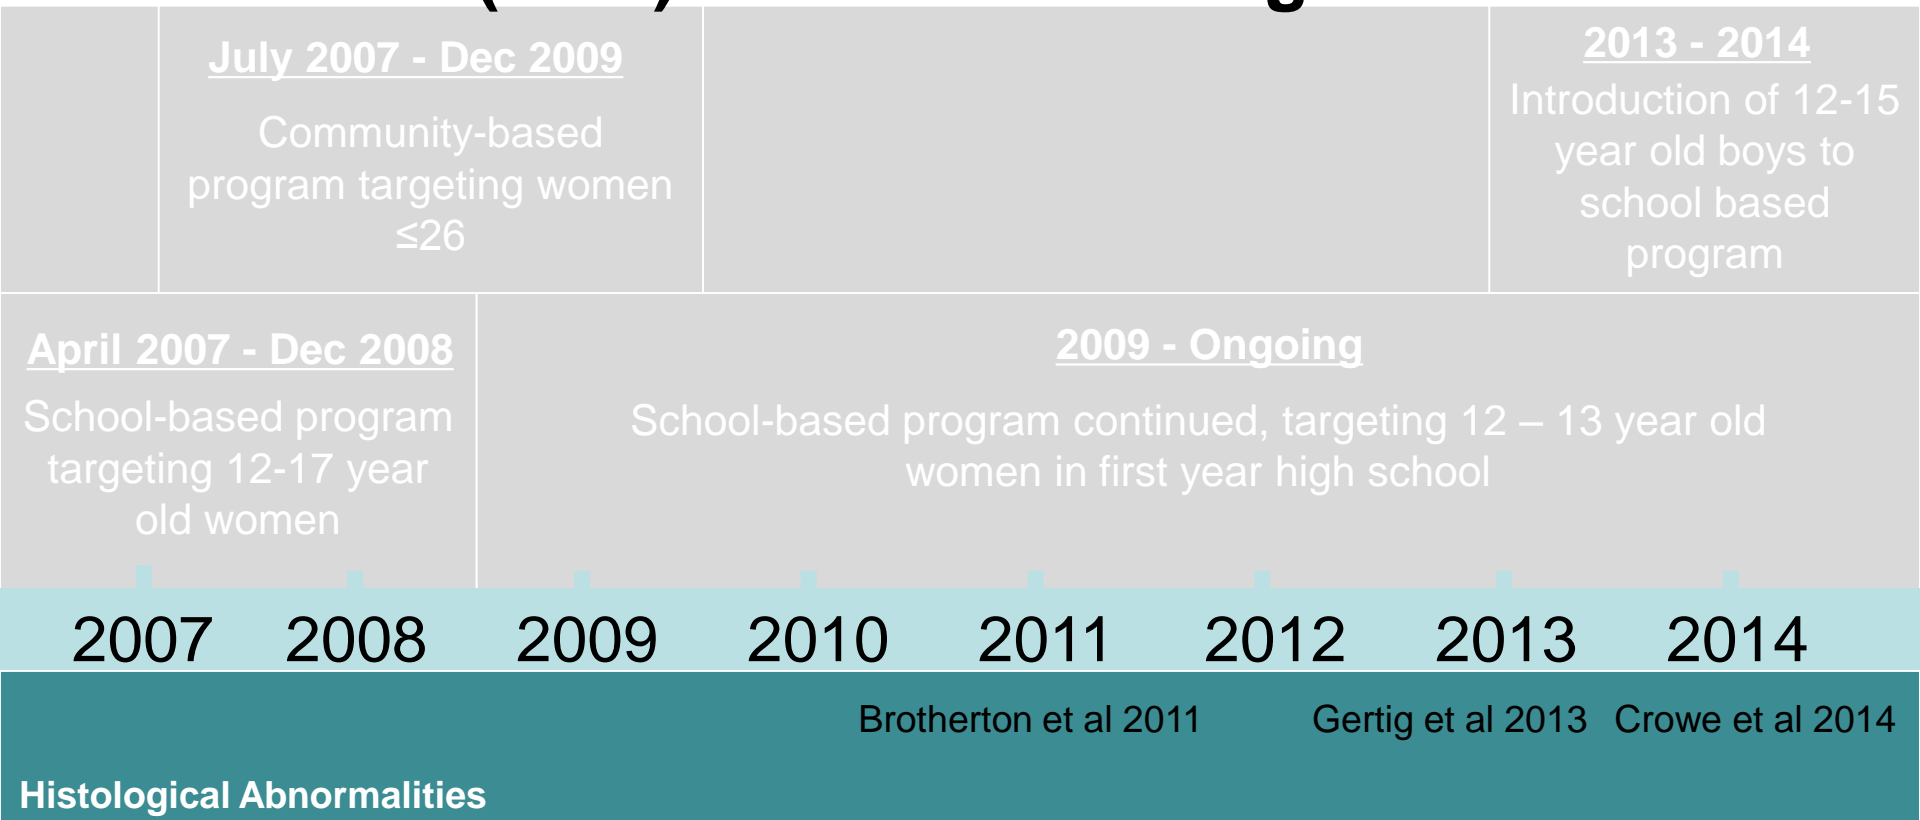 July 2007 - Dec 2009
Community-based
program targeting women
≤26
2013 - 2014
Introduction of 12-15
year old boys to
school based
program
April 2007 - Dec 2008
School-based program
targeting 12-17 year
old women
2009 - Ongoing
School-based program continued, targeting 12 – 13 year old
women in first year high school
2007 2008 2009 2010 2011 2012 2013 2014
Brotherton et al 2011 Gertig et al 2013 Crowe et al 2014
Histological Abnormalities